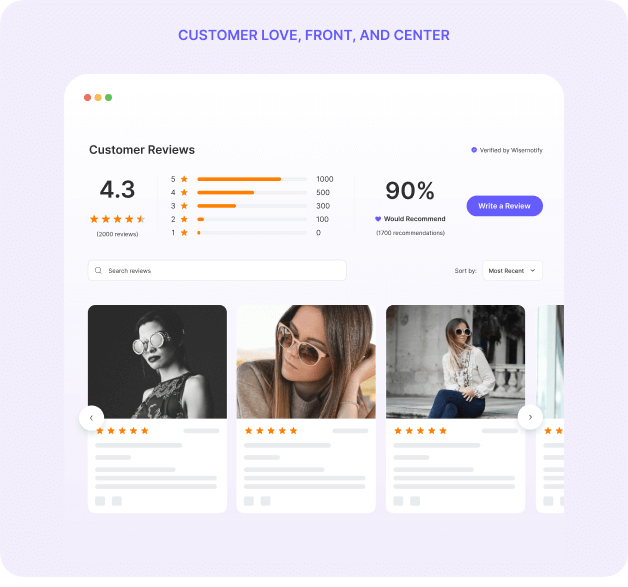 CUSTOMER LOVE, FRONT, AND CENTER
Customer Reviews
Verified by Wisernotify
4.3
(2000 reviews)
5 1000
4 500
3 300
2 100
1 0
90%
Would Recommend
(1700 recommendations)
Write a Review
Search reviews
Sort by: Most Recent